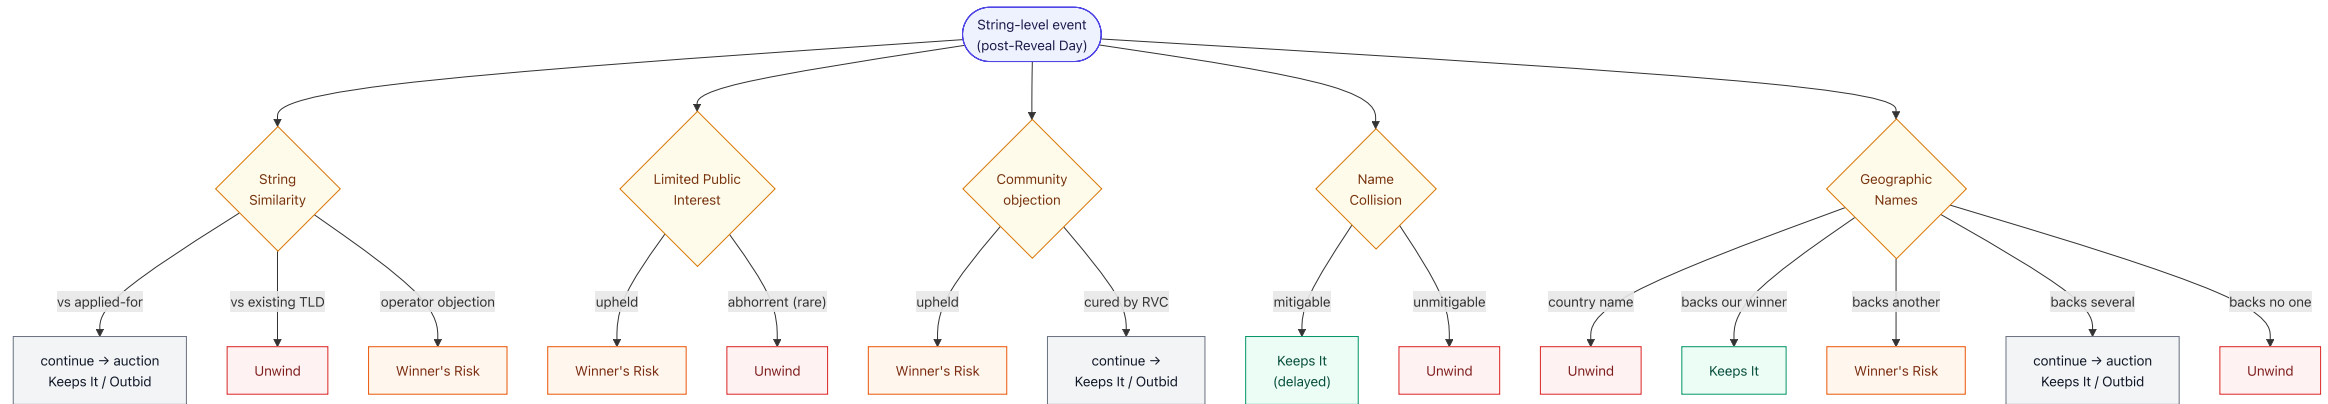 String-level event
(post-Reveal Day)
String
Similarity
Limited Public
Interest
Community
objection
Name
Collision
Geographic
Names
vs applied-for
vs existing TLD
operator objection
upheld
abhorrent (rare)
upheld
cured by RVC
mitigable
unmitigable
country name
backs our winner
backs another
backs several
backs no one
continue → auction
Keeps It / Outbid
Unwind
Winner's Risk
Winner's Risk
Unwind
Winner's Risk
continue →
Keeps It / Outbid
Keeps It
(delayed)
Unwind
Unwind
Keeps It
Winner's Risk
continue → auction
Keeps It / Outbid
Unwind